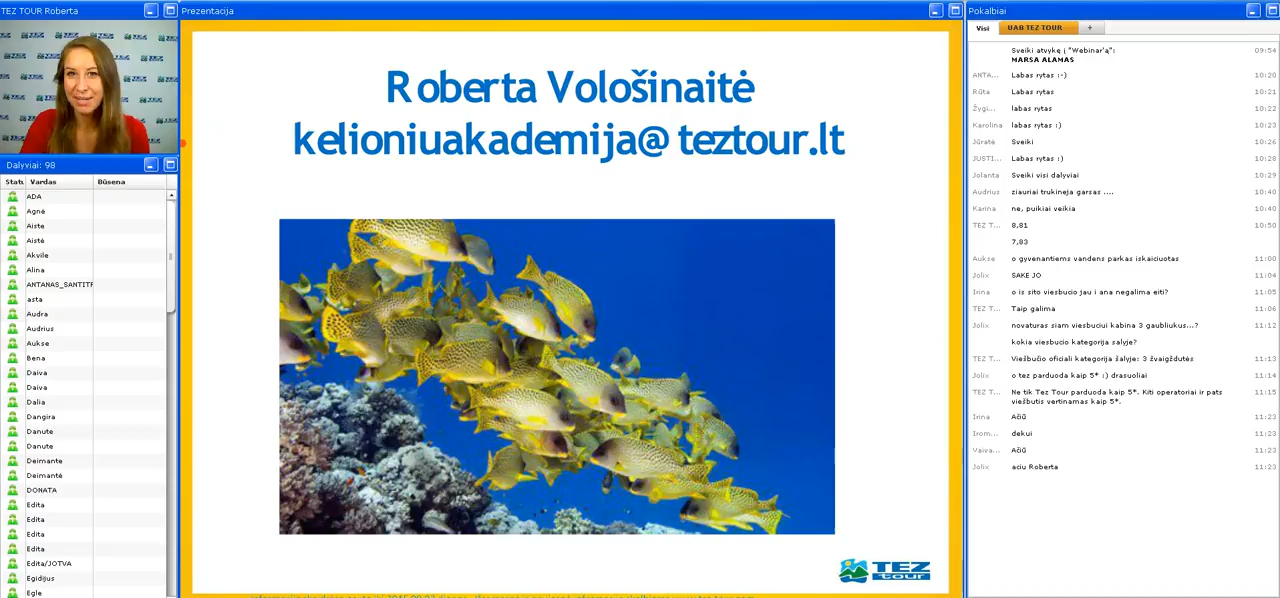 TEZ TOUR Roberta
Prezentacija
Pokalbiai
Dalyviai: 98
Statu Vardas Būsena
ADA
Agnė
Aiste
Aistė
Akvile
Alina
ANTANAS_SANTITR
asta
Audra
Audrius
Aukse
Bena
Daiva
Daiva
Dalia
Dangira
Danute
Danute
Deimante
Deimantė
DONATA
Edita
Edita
Edita
Edita
Edita/JOTVA
Egidijus
Egle
Roberta Vološinaitė
kelioniuakademija@teztour.lt
TEZ
tour
Visi UAB TEZ TOUR +
Sveiki atvykę į "Webinar'ą": 09:54
MARSA ALAMAS
ANTA... Labas rytas :-) 10:20
Rūta Labas rytas 10:21
Žygi... labas rytas 10:22
Karolina labas rytas :) 10:23
Jūratė Sveiki 10:26
JUSTI... Labas rytas :) 10:28
Jolanta Sveiki visi dalyviai 10:29
Audrius ziauriai trukineja garsas .... 10:40
Karina ne, puikiai veikia 10:40
TEZ T... 8,81 10:50
7,83
Aukse o gyvenantiems vandens parkas iskaiciuotas 11:00
Jolix SAKE JO 11:04
Irina o is sito viesbucio jau i ana negalima eiti? 11:05
TEZ T... Taip galima 11:06
Jolix novaturas siam viesbuciui kabina 3 gaubliukus...? 11:12
kokia viesbucio kategorija salyje?
TEZ T... Viešbučio oficiali kategorija šalyje: 3 žvaigždutės 11:13
Jolix o tez parduoda kaip 5* :) drasuoliai 11:14
TEZ T... Ne tik Tez Tour parduoda kaip 5*. Kiti operatoriai ir pats 11:15
viešbutis vertinamas kaip 5*.
Irina Ačiū 11:23
Irom... dekui 11:23
Vaiva... Ačiū 11:23
Jolix aciu Roberta 11:23